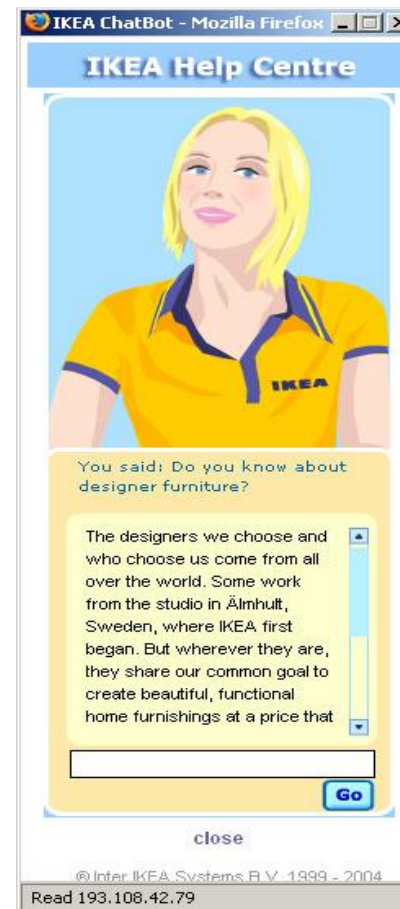 IKEA ChatBot - Mozilla Firefox
IKEA Help Centre
IKEA
You said: Do you know about
designer furniture?
The designers we choose and
who choose us come from all
over the world. Some work
from the studio in Älmhult,
Sweden, where IKEA first
began. But wherever they are,
they share our common goal to
create beautiful, functional
home furnishings at a price that
Go
close
© Inter IKEA Systems B.V. 1999 - 2004
Read 193.108.42.79